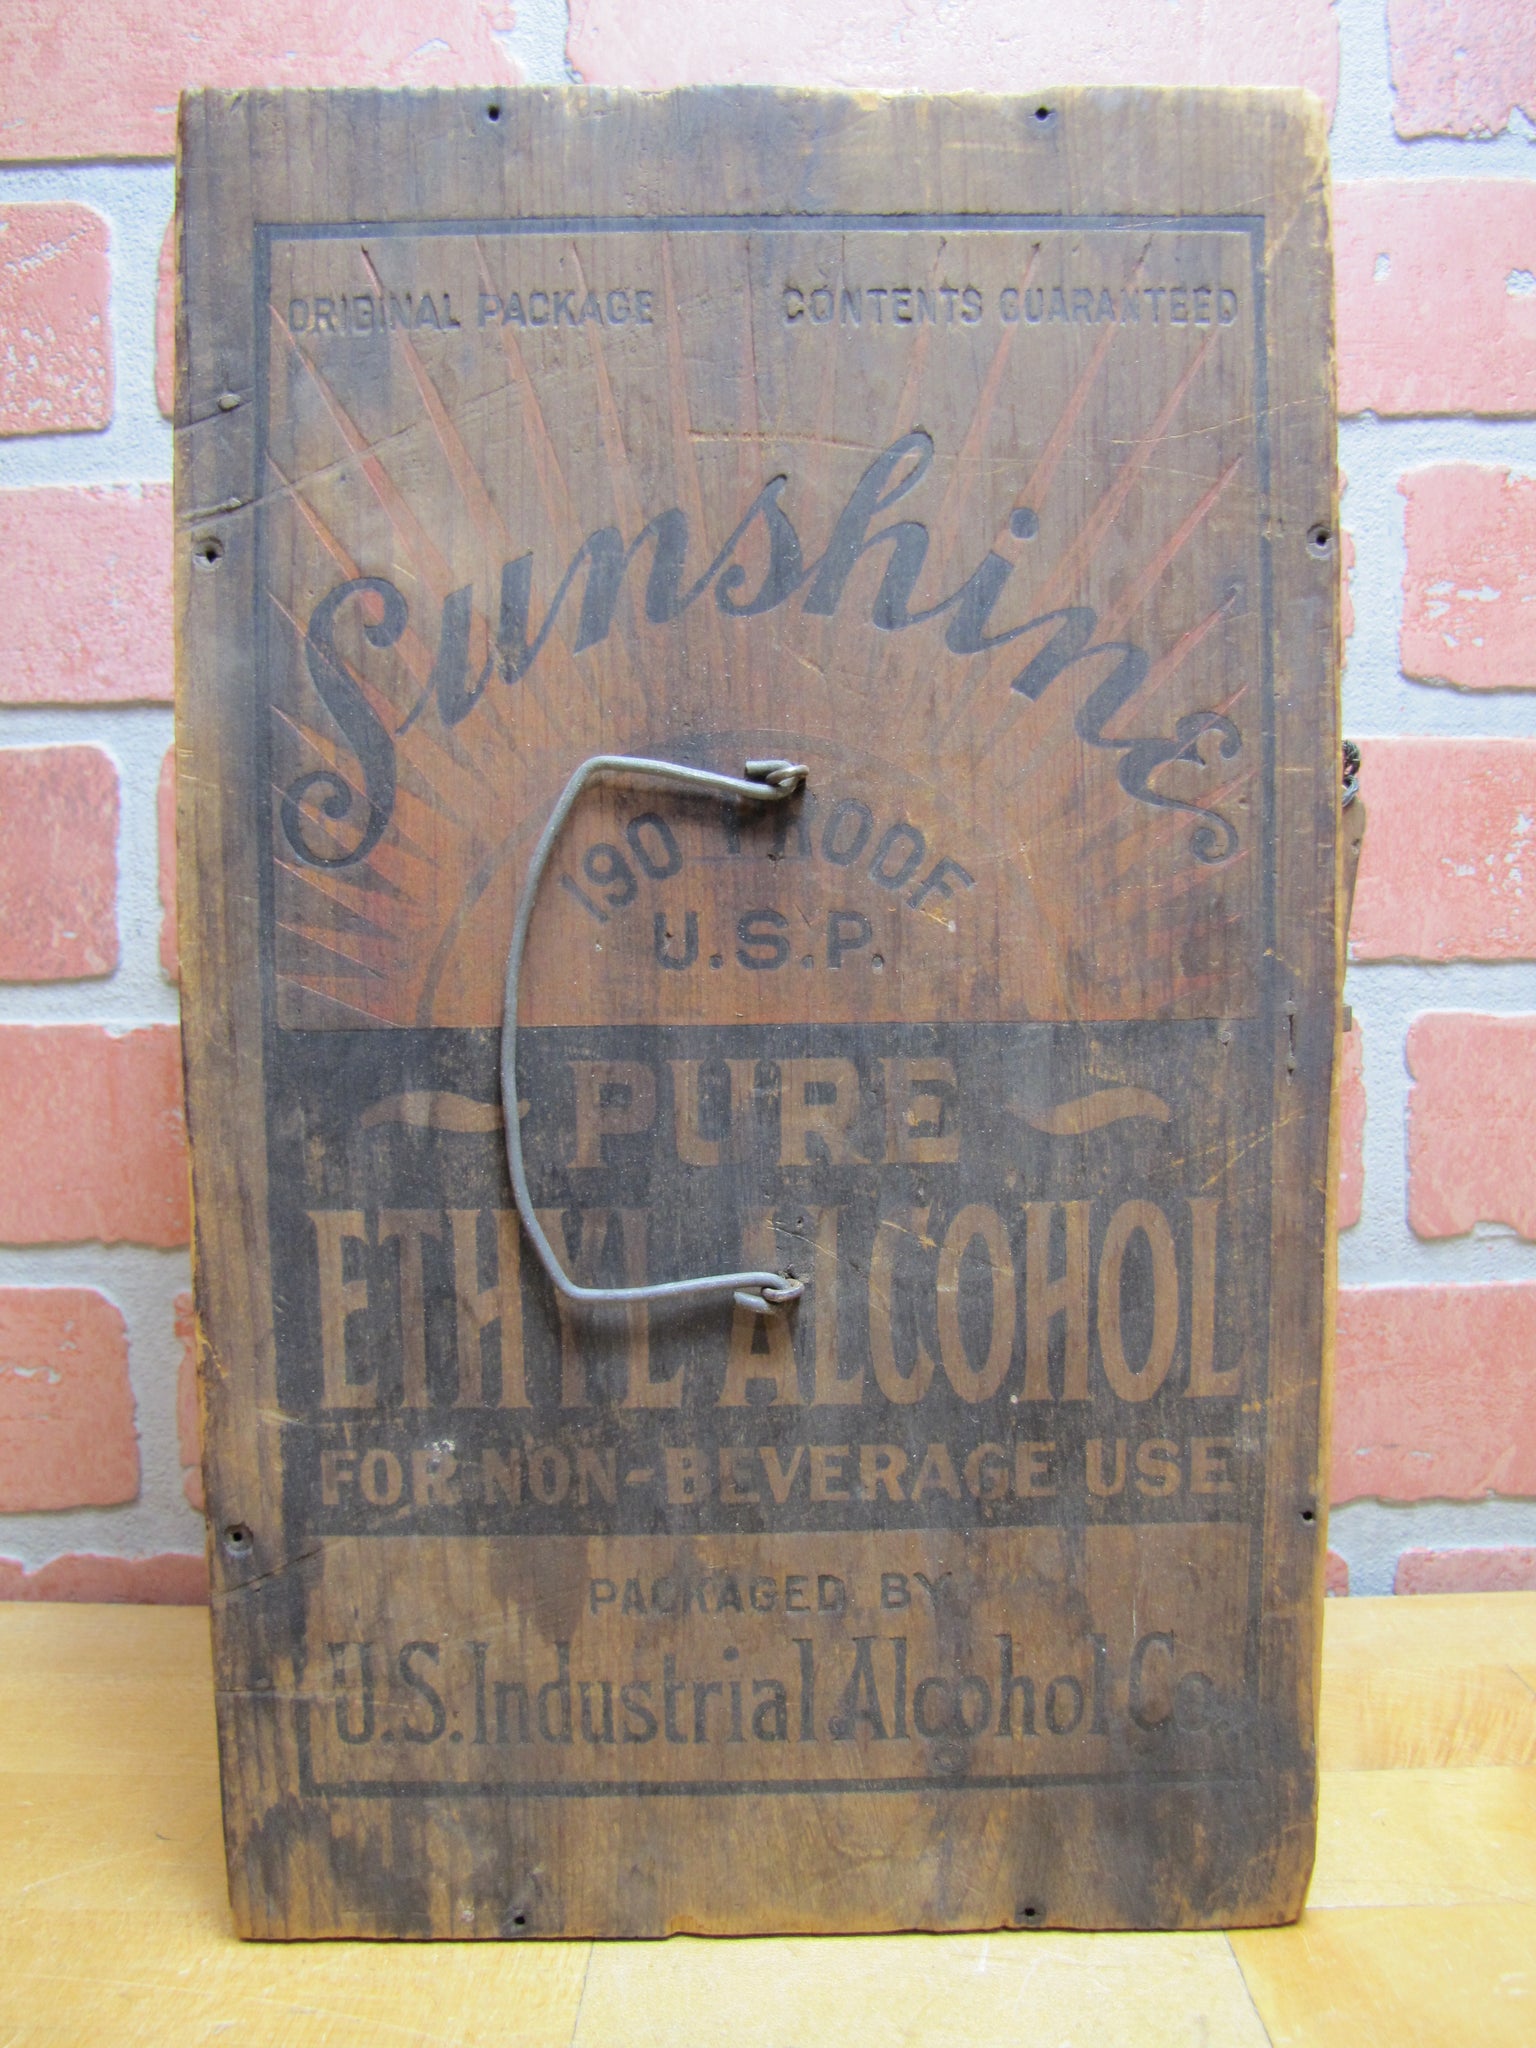 ORIGINAL PACKAGE CONTENTS GUARANTEED
Sunshine
190 PROOF
U.S.P.
PURE
ETHYL ALCOHOL
FOR NON-BEVERAGE USE
PACKAGED BY
U.S. Industrial Alcohol Co.